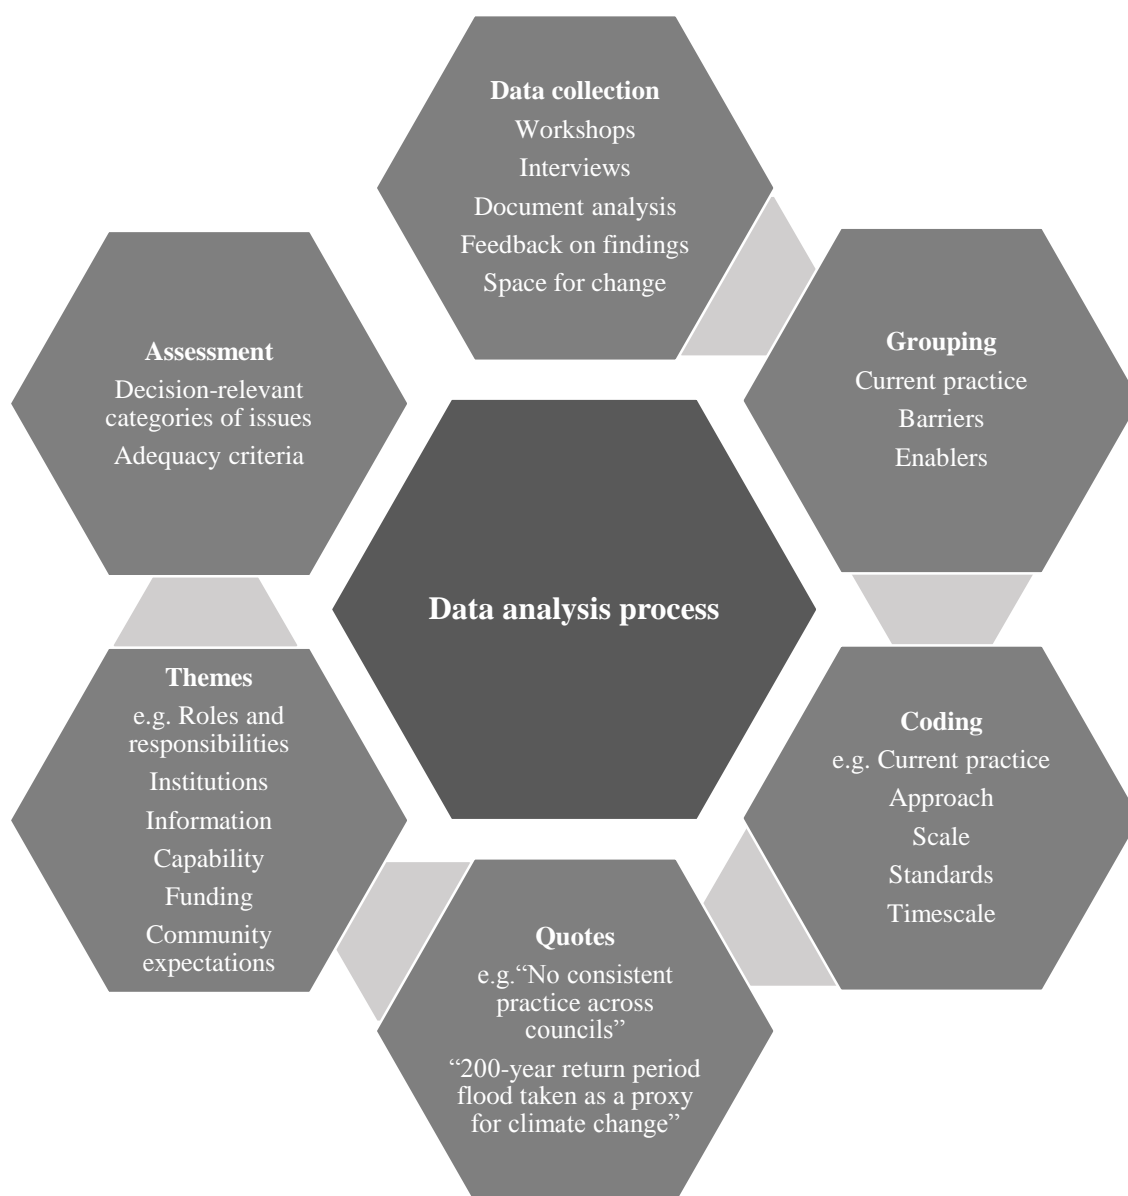 Data collection
Workshops
Interviews
Document analysis
Feedback on findings
Space for change
Grouping
Current practice
Barriers
Enablers
Coding
e.g. Current practice
Approach
Scale
Standards
Timescale
Quotes
e.g.“No consistent
practice across
councils”
“200-year return period
flood taken as a proxy
for climate change”
Themes
e.g. Roles and
responsibilities
Institutions
Information
Capability
Funding
Community
expectations
Assessment
Decision-relevant
categories of issues
Adequacy criteria
Data analysis process